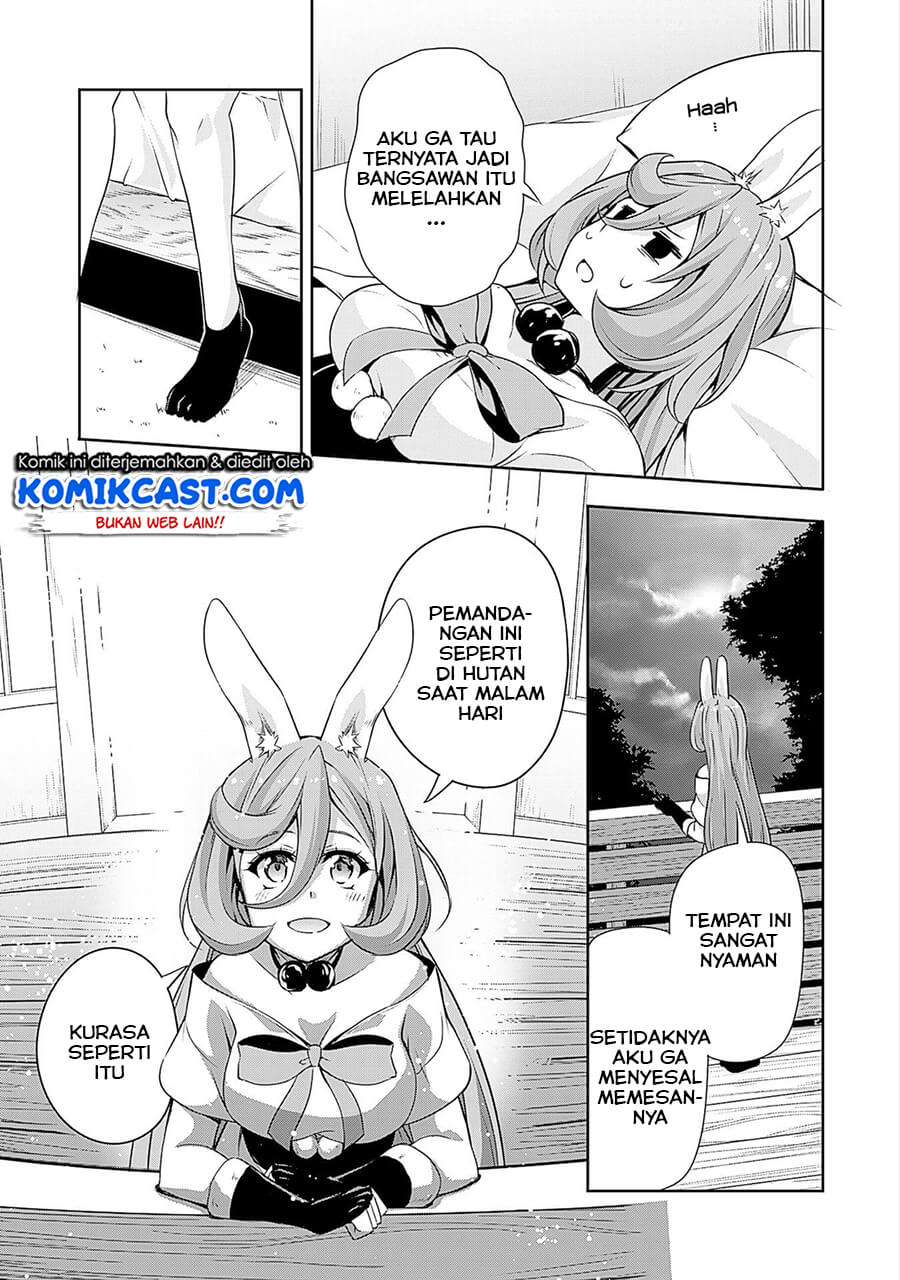 Haah
...
AKU GA TAU
TERNYATA JADI
BANGSAWAN ITU
MELELAHKAN
...
Komik ini diterjemahkan & diedit oleh
KOMIKCAST.COM
BUKAN WEB LAIN!!
TEMPAT INI
SANGAT
NYAMAN
SETIDAKNYA
AKU GA
MENYESAL
MEMESAN-
NYA
PEMANDA-
NGAN INI
SEPERTI
DI HUTAN
SAAT MALAM
HARI
KURASA
SEPERTI
ITU